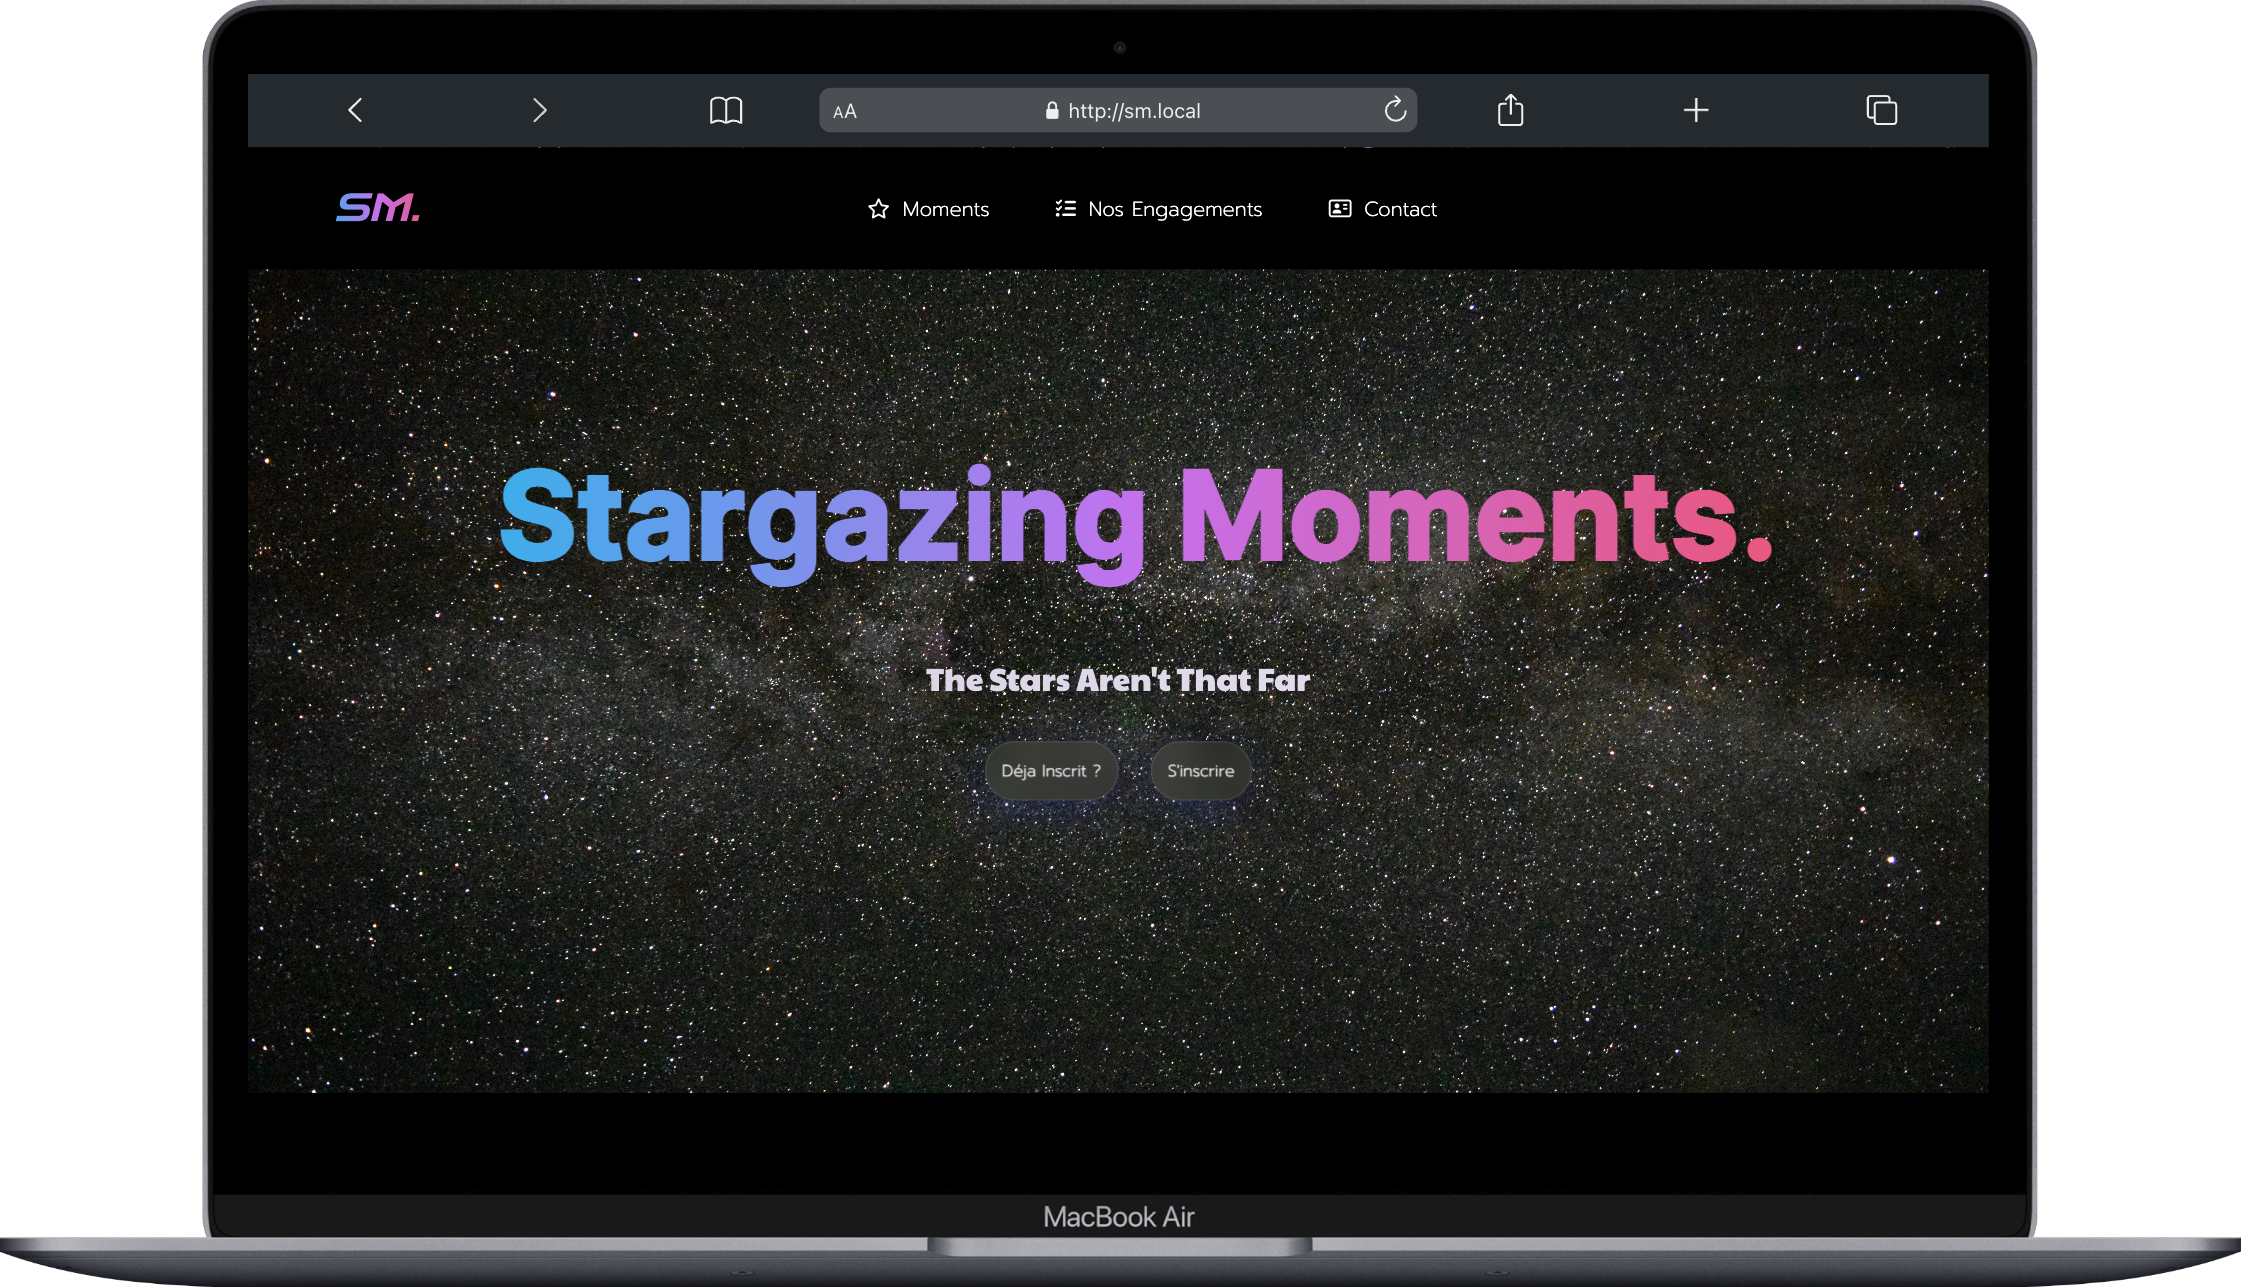 AA
http://sm.local
SM.
Moments
Nos Engagements
Contact
Stargazing Moments.
The Stars Aren't That Far
Déja Inscrit ?
S'inscrire
MacBook Air